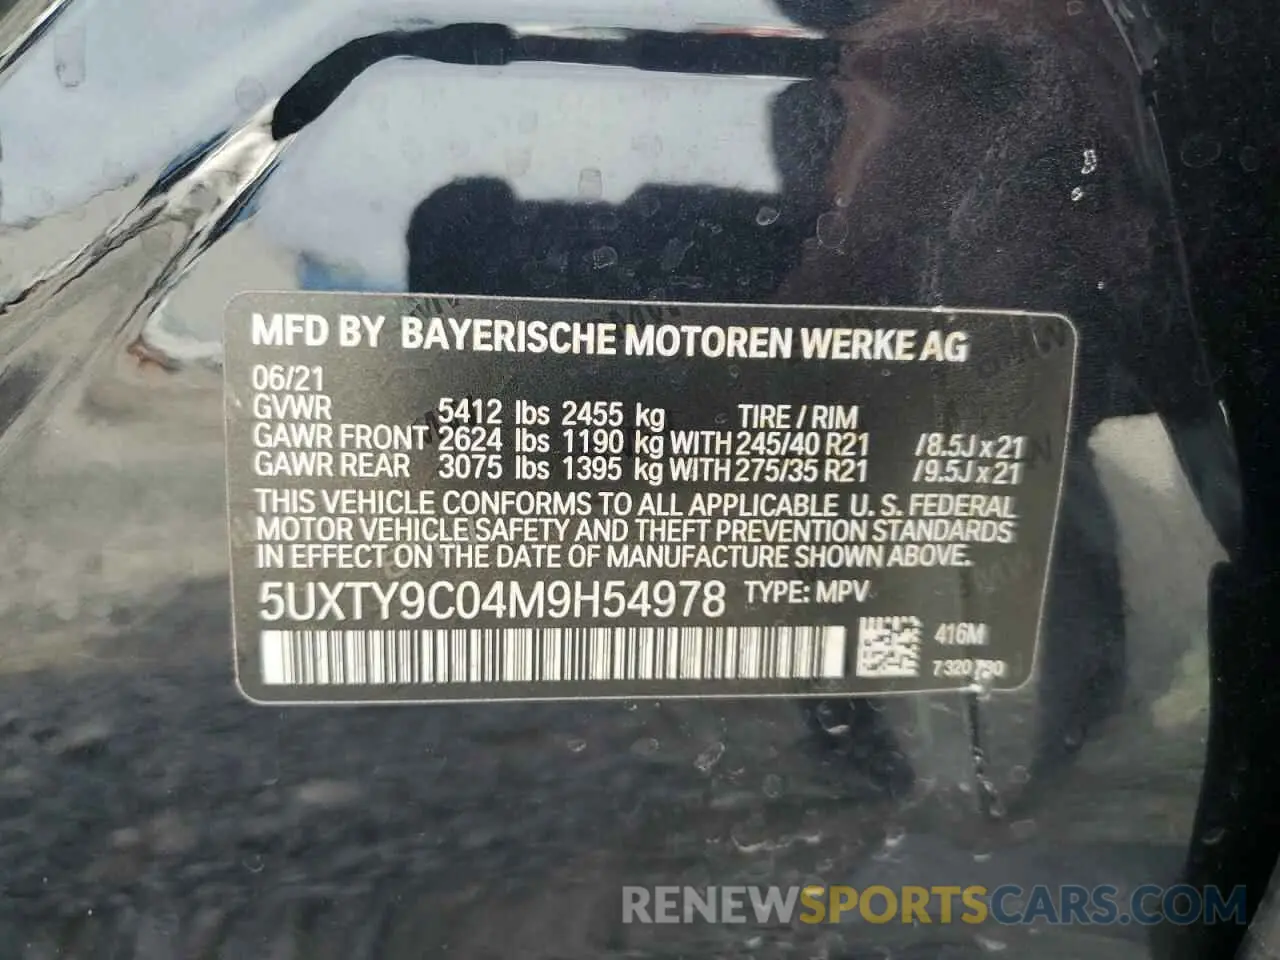 MFD BY BAYERISCHE MOTOREN WERKE AG
06/21
GVWR 5412 lbs 2455 kg TIRE / RIM
GAWR FRONT 2624 lbs 1190 kg WITH 245/40 R21 /8.5J x 21
GAWR REAR 3075 lbs 1395 kg WITH 275/35 R21 /9.5J x 21
THIS VEHICLE CONFORMS TO ALL APPLICABLE U. S. FEDERAL
MOTOR VEHICLE SAFETY AND THEFT PREVENTION STANDARDS
IN EFFECT ON THE DATE OF MANUFACTURE SHOWN ABOVE.
5UXTY9C04M9H54978 TYPE: MPV
416M
7 320
RENEWSPORTSCARS.COM